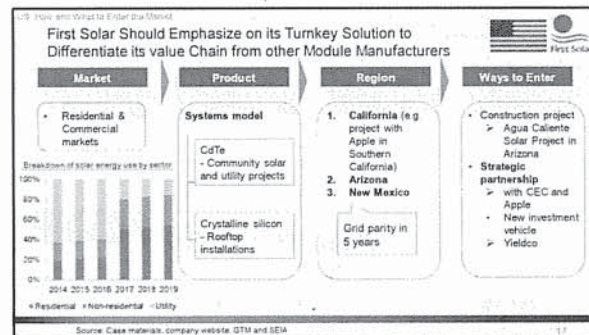 US: How and What to Enter the Market
First Solar Should Emphasize on its Turnkey Solution to
Differentiate its value Chain from other Module Manufacturers
First Solar
Market
Product
Region
Ways to Enter
• Residential &
Commercial
markets
Breakdown of solar energy use by sector
100%
80%
60%
40%
20%
0%
2014 2015 2016 2017 2018 2019
Residential Non-residential Utility
Systems model
CdTe
- Community solar
and utility projects
Crystalline silicon
- Rooftop
installations
1. California (e.g
project with
Apple in
Southern
California)
2. Arizona
3. New Mexico
Grid parity in
5 years
• Construction project
➢ Agua Caliente
Solar Project in
Arizona
• Strategic
partnership
➢ with CEC and
Apple
• New investment
vehicle
➢ Yieldco
Source: Case materials, company website, GTM and SEIA
17